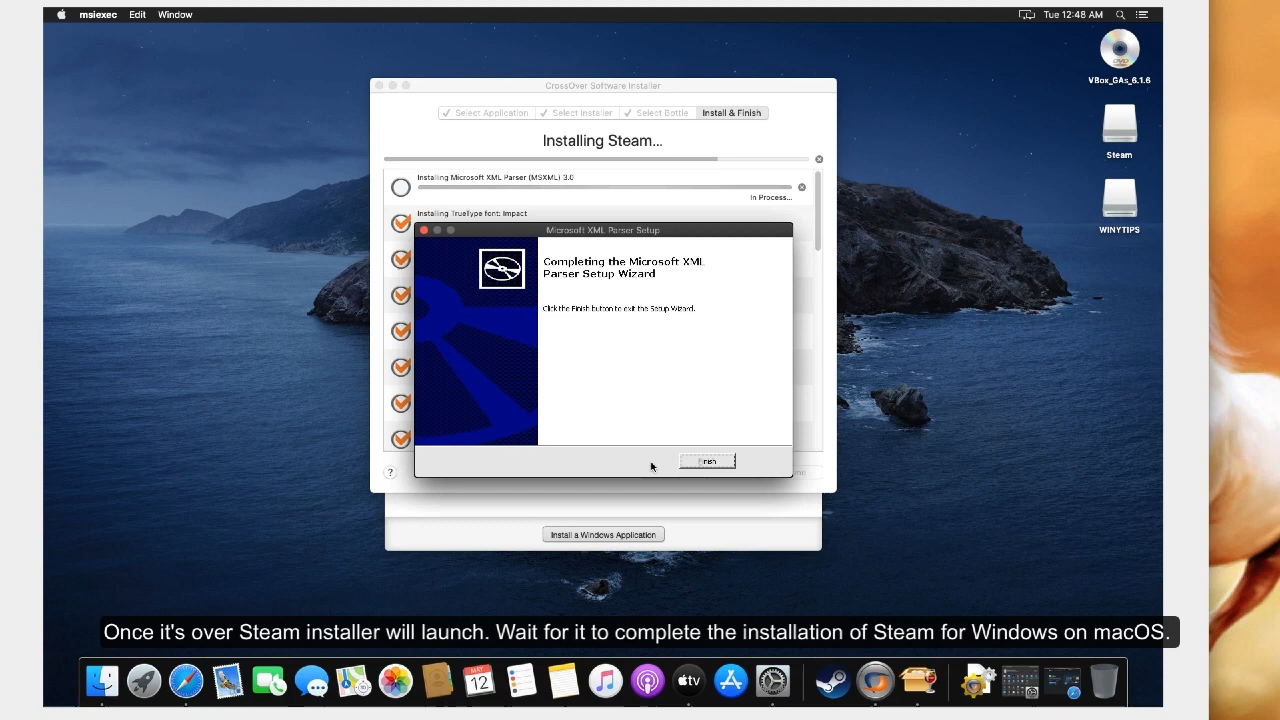 msiexec Edit Window
Tue 12:48 AM
VBox_GAs_6.1.6
Steam
WINYTIPS
CrossOver Software Installer
Select Application Select Installer Select Bottle Install & Finish
Installing Steam...
Installing Microsoft XML Parser (MSXML) 3.0
In Process...
Installing TrueType font: Impact
Microsoft XML Parser Setup
Completing the Microsoft XML
Parser Setup Wizard
Click the Finish button to exit the Setup Wizard.
Finish
?
Install a Windows Application
Once it's over Steam installer will launch. Wait for it to complete the installation of Steam for Windows on macOS.
MAY
12
tv